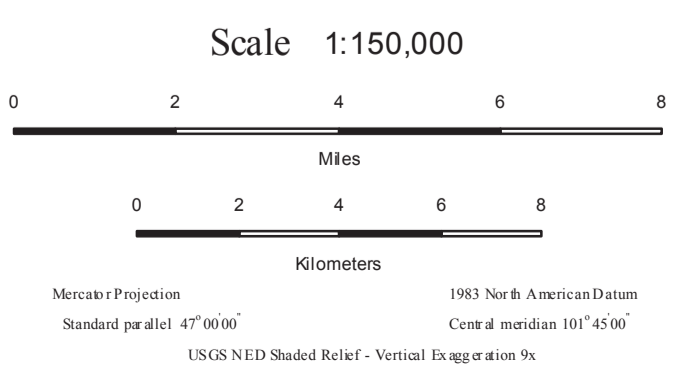 Scale 1:150,000
0 2 4 6 8
Miles
0 2 4 6 8
Kilometers
Mercator Projection 1983 North American Datum
Standard parallel 47°00'00" Central meridian 101°45'00"
USGS NED Shaded Relief - Vertical Exaggeration 9x